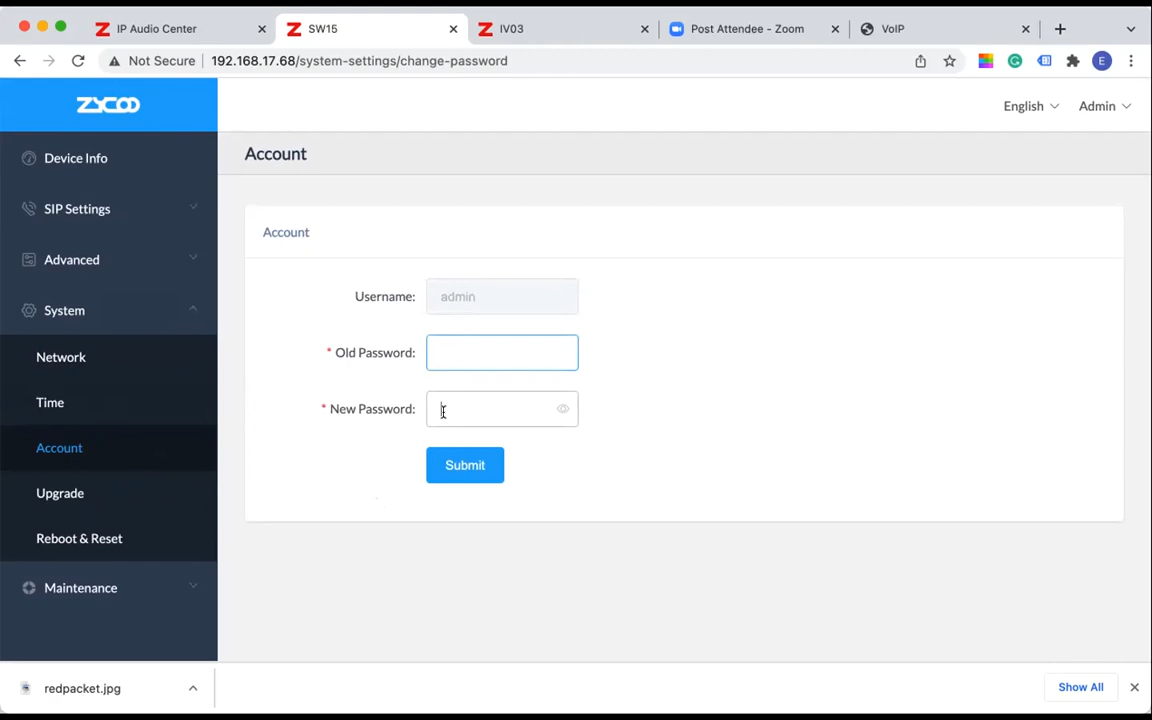 IP Audio Center
SW15
IV03
Post Attendee - Zoom
VoIP
Not Secure
192.168.17.68/system-settings/change-password
E
ZYCOO
English
Admin
Device Info
SIP Settings
Advanced
System
Network
Time
Account
Upgrade
Reboot & Reset
Maintenance
Account
Account
Username:
admin
* Old Password:
* New Password:
Submit
redpacket.jpg
Show All